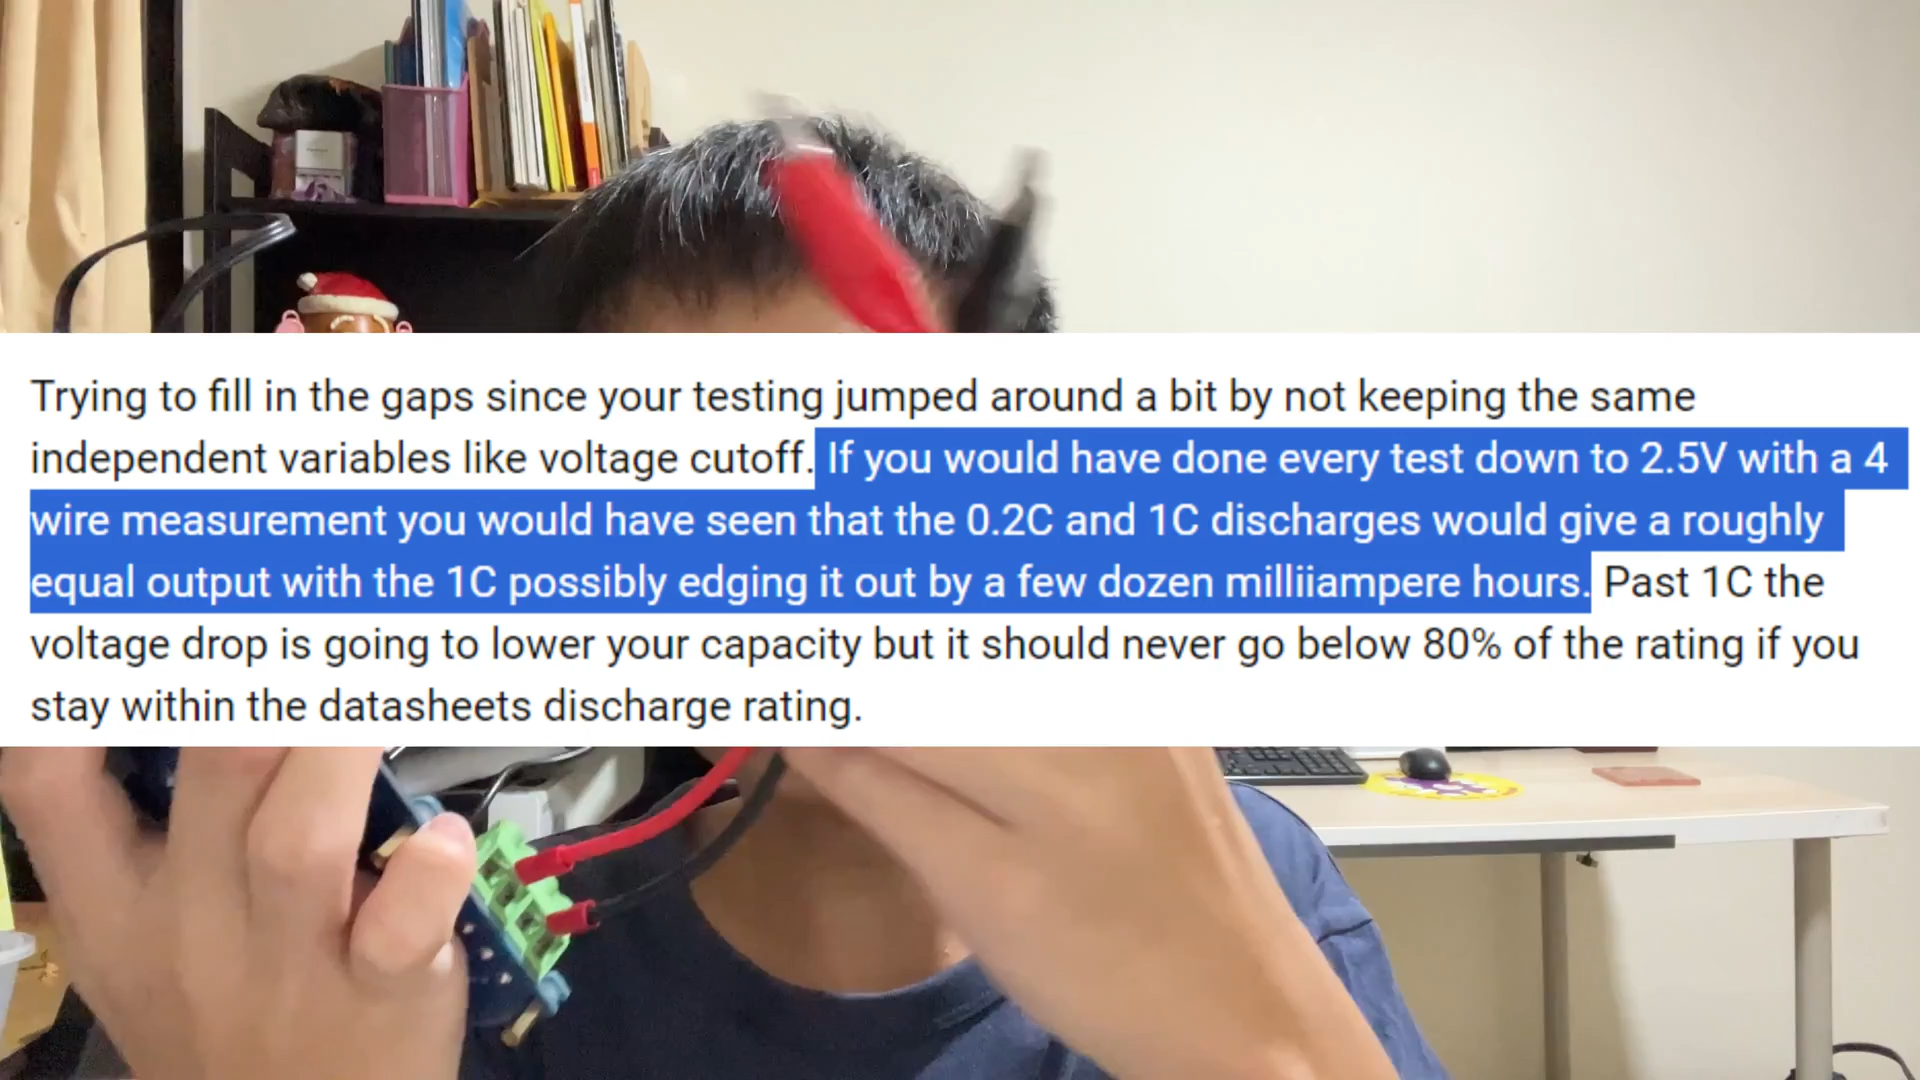 Trying to fill in the gaps since your testing jumped around a bit by not keeping the same
independent variables like voltage cutoff. If you would have done every test down to 2.5V with a 4
wire measurement you would have seen that the 0.2C and 1C discharges would give a roughly
equal output with the 1C possibly edging it out by a few dozen milliiampere hours. Past 1C the
voltage drop is going to lower your capacity but it should never go below 80% of the rating if you
stay within the datasheets discharge rating.